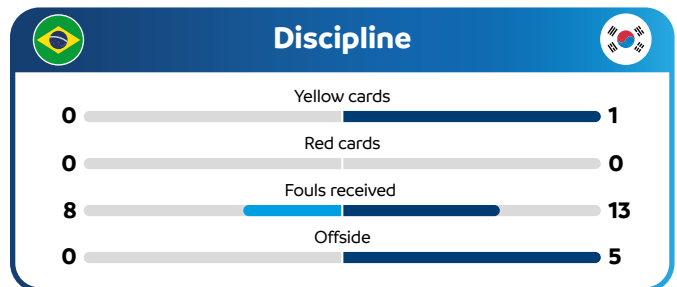 Discipline
Yellow cards
0 1
Red cards
0 0
Fouls received
8 13
Offside
0 5